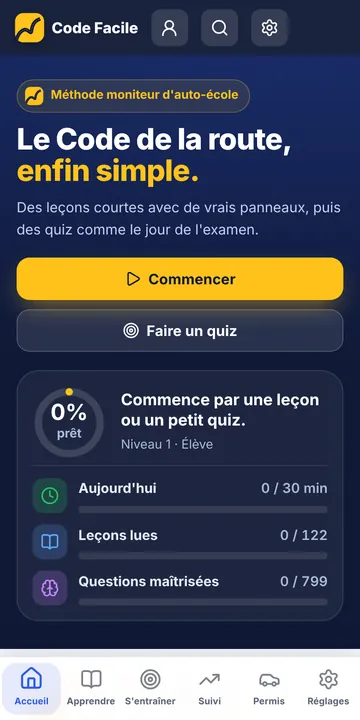 Code Facile
Méthode moniteur d'auto-école
Le Code de la route,
enfin simple.
Des leçons courtes avec de vrais panneaux, puis
des quiz comme le jour de l'examen.
Commencer
Faire un quiz
0%
prêt
Commence par une leçon
ou un petit quiz.
Niveau 1 · Élève
Aujourd'hui 0 / 30 min
Leçons lues 0 / 122
Questions maîtrisées 0 / 799
Accueil Apprendre S'entraîner Suivi Permis Réglages